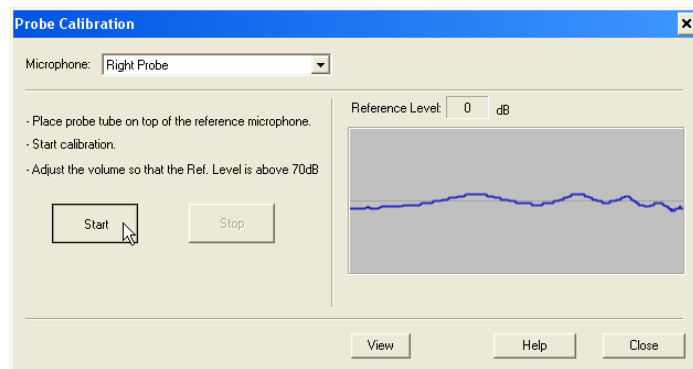 Probe Calibration
Microphone: Right Probe
- Place probe tube on top of the reference microphone.
- Start calibration.
- Adjust the volume so that the Ref. Level is above 70dB
Start
Stop
Reference Level: 0 dB
View
Help
Close